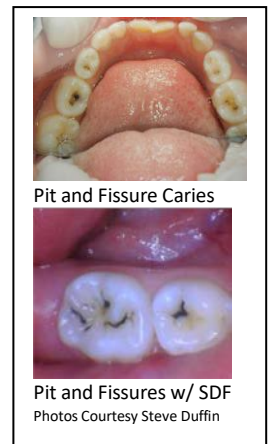 Pit and Fissure Caries
Pit and Fissures w/ SDF
Photos Courtesy Steve Duffin